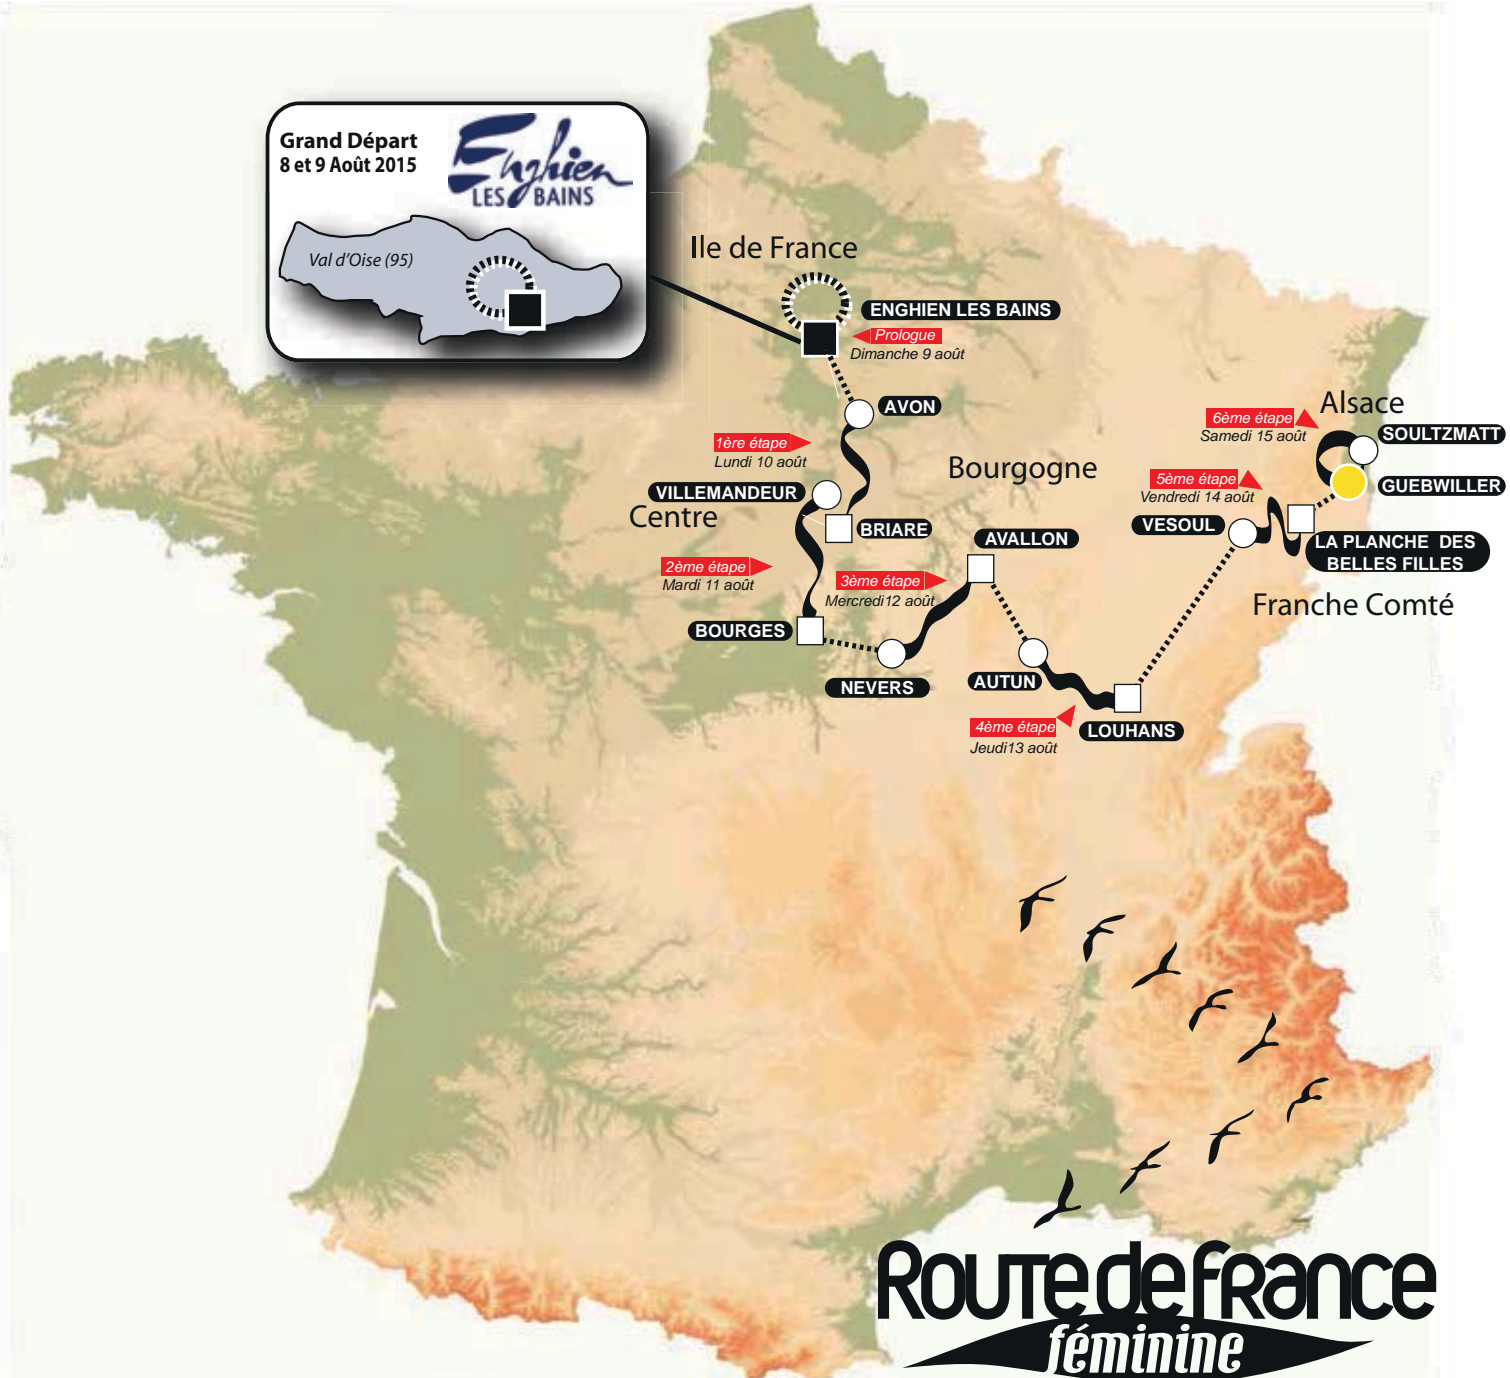 Grand Départ
8 et 9 Août 2015
Enghien
LES BAINS
Val d'Oise (95)
Ile de France
ENGHIEN LES BAINS
Prologue
Dimanche 9 août
AVON
1ère étape
Lundi 10 août
VILLEMANDEUR
Centre
BRIARE
2ème étape
Mardi 11 août
BOURGES
Bourgogne
AVALLON
3ème étape
Mercredi12 août
NEVERS
AUTUN
4ème étape
Jeudi13 août
LOUHANS
Alsace
6ème étape
Samedi 15 août
SOULTZMATT
GUEBWILLER
5ème étape
Vendredi 14 août
VESOUL
LA PLANCHE DES
BELLES FILLES
Franche Comté
Route de France
féminine